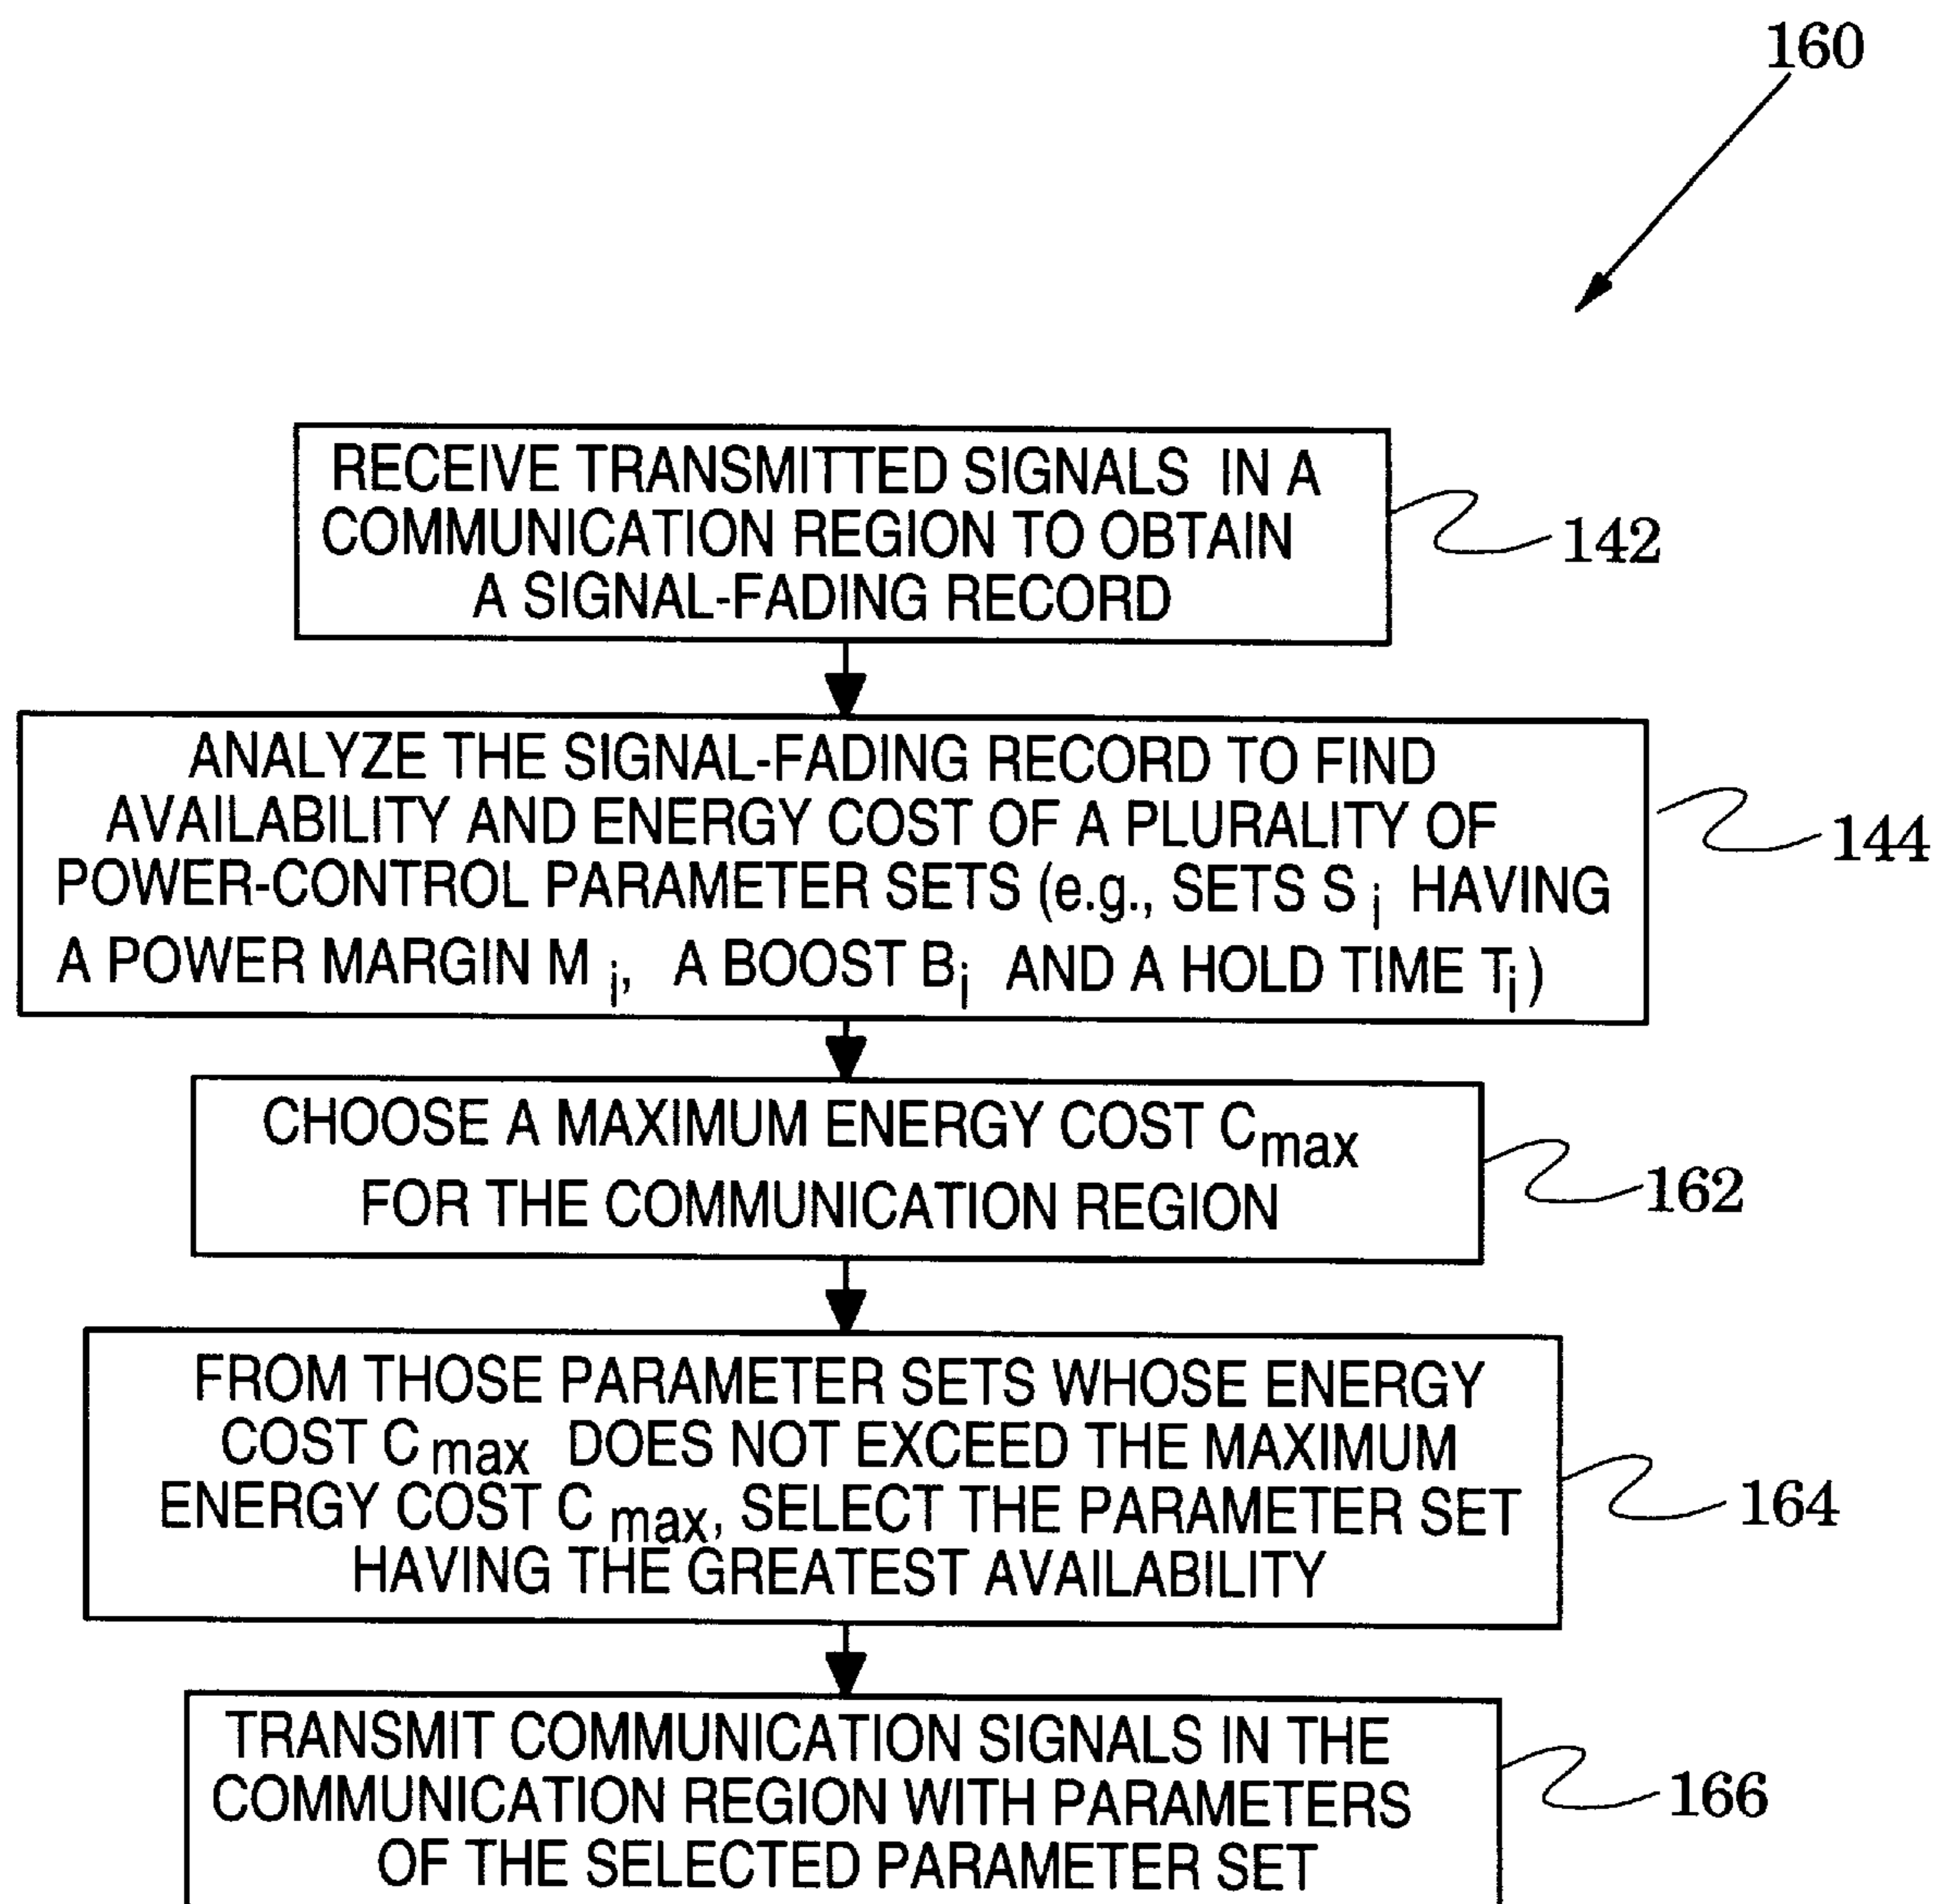 160
RECEIVE TRANSMITTED SIGNALS IN A
COMMUNICATION REGION TO OBTAIN
A SIGNAL-FADING RECORD
142
ANALYZE THE SIGNAL-FADING RECORD TO FIND
AVAILABILITY AND ENERGY COST OF A PLURALITY OF
POWER-CONTROL PARAMETER SETS (e.g., SETS S i HAVING
A POWER MARGIN M i, A BOOST B i AND A HOLD TIME T i)
144
CHOOSE A MAXIMUM ENERGY COST C max
FOR THE COMMUNICATION REGION
162
FROM THOSE PARAMETER SETS WHOSE ENERGY
COST C max DOES NOT EXCEED THE MAXIMUM
ENERGY COST C max, SELECT THE PARAMETER SET
HAVING THE GREATEST AVAILABILITY
164
TRANSMIT COMMUNICATION SIGNALS IN THE
COMMUNICATION REGION WITH PARAMETERS
OF THE SELECTED PARAMETER SET
166